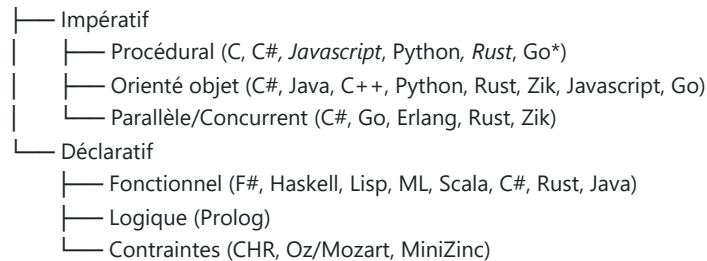 ├── Impératif
│   ├── Procédural (C, C#, Javascript, Python, Rust, Go*)
│   ├── Orienté objet (C#, Java, C++, Python, Rust, Zik, Javascript, Go)
│   └── Parallèle/Concurrent (C#, Go, Erlang, Rust, Zik)
└── Déclaratif
    ├── Fonctionnel (F#, Haskell, Lisp, ML, Scala, C#, Rust, Java)
    ├── Logique (Prolog)
    └── Contraintes (CHR, Oz/Mozart, MiniZinc)